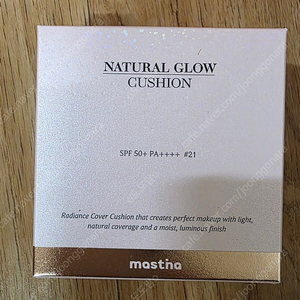 NATURAL GLOW
CUSHION
SPF 50+ PA++++ #21
Radiance Cover Cushion that creates perfect makeup with light,
natural coverage and a moist, luminous finish
mastina